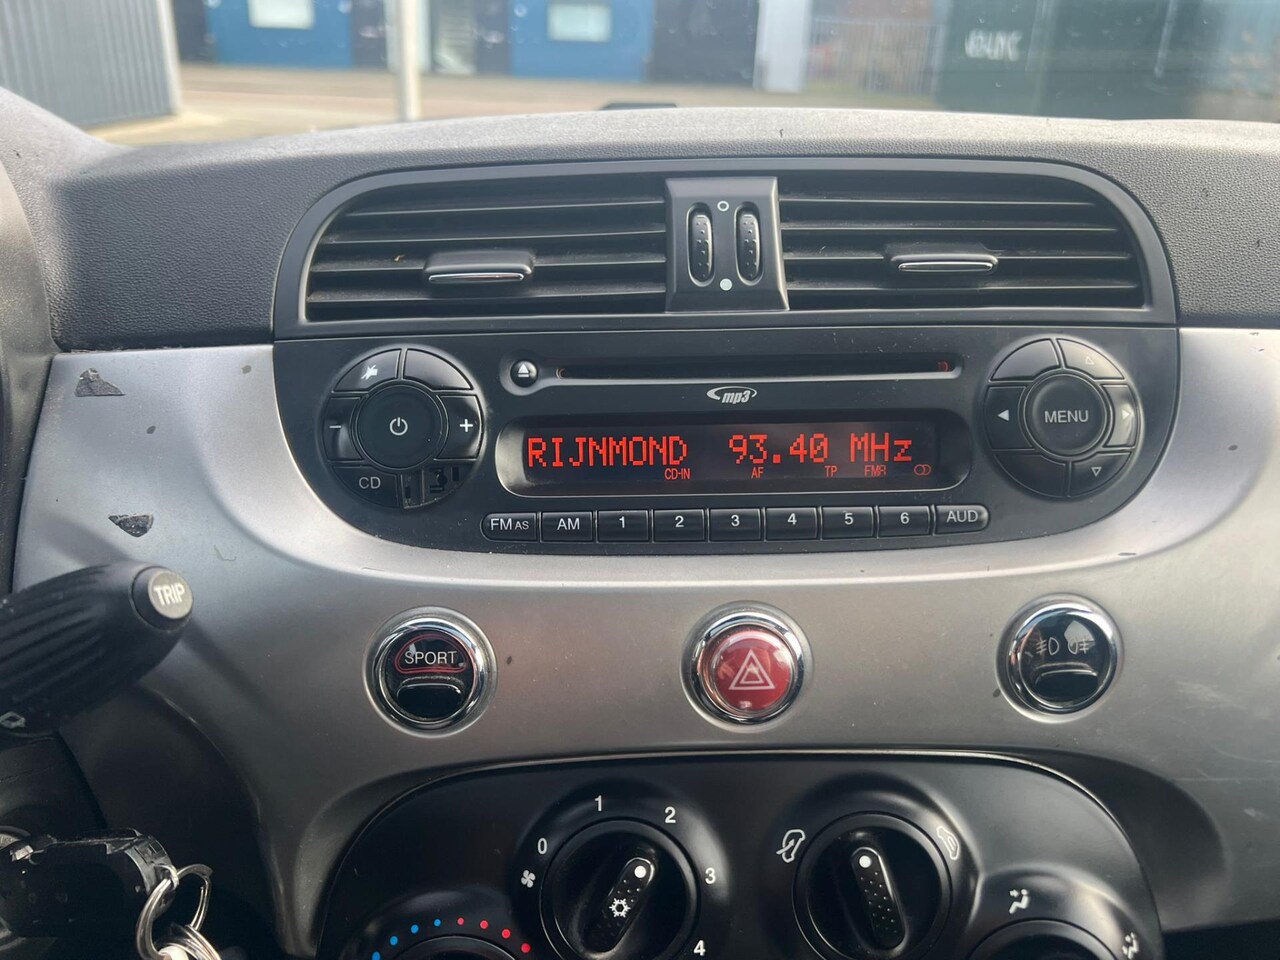 mp3
MENU
RIJNMOND 93.40 MHz
CD-IN AF TP FMR
- +
CD
FM AS AM 1 2 3 4 5 6 AUD
TRIP
SPORT
0 1 2 3 4